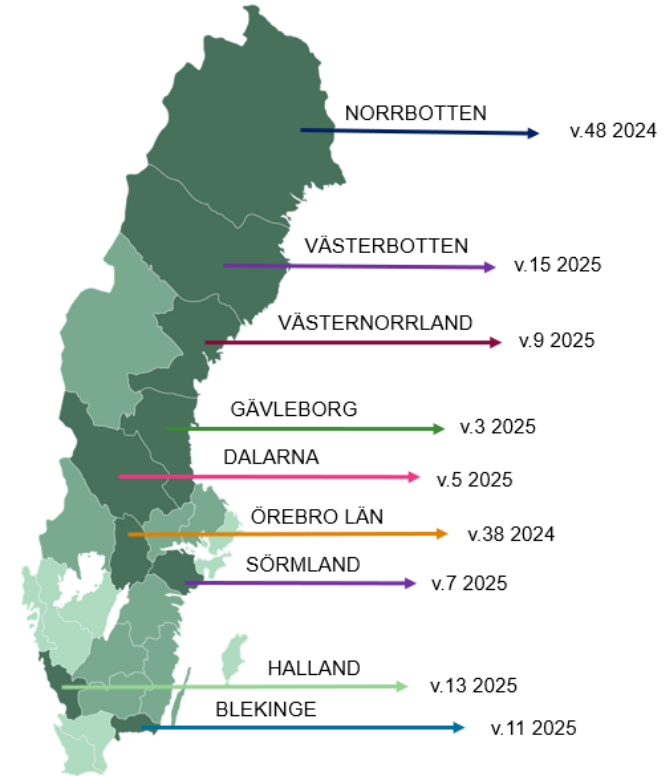 NORRBOTTEN
v.48 2024
VÄSTERBOTTEN
v.15 2025
VÄSTERNORRLAND
v.9 2025
GÄVLEBORG
v.3 2025
DALARNA
v.5 2025
ÖREBRO LÄN
v.38 2024
SÖRMLAND
v.7 2025
HALLAND
v.13 2025
BLEKINGE
v.11 2025